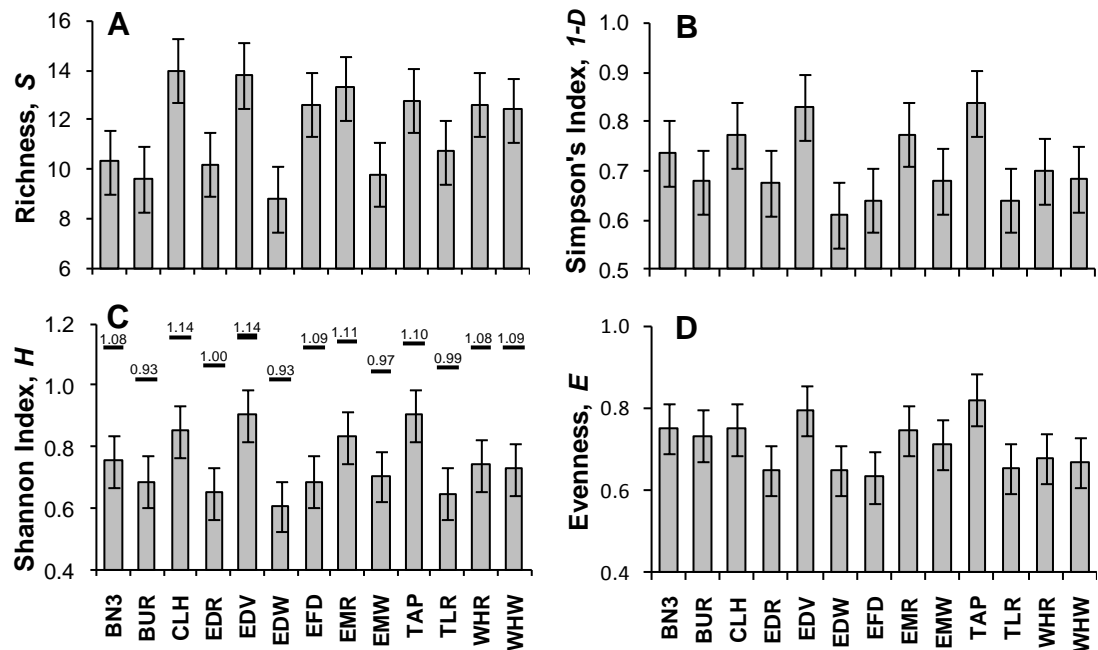 A
Richness, S
16
14
12
10
8
6
B
Simpson's Index, 1-D
1.0
0.9
0.8
0.7
0.6
0.5
C
Shannon Index, H
1.2
1.0
0.8
0.6
0.4
1.08
0.93
1.14
1.00
1.14
0.93
1.09
1.11
0.97
1.10
0.99
1.08
1.09
BN3
BUR
CLH
EDR
EDV
EDW
EFD
EMR
EMW
TAP
TLR
WHR
WHW
D
Evenness, E
1.0
0.8
0.6
0.4
BN3
BUR
CLH
EDR
EDV
EDW
EFD
EMR
EMW
TAP
TLR
WHR
WHW